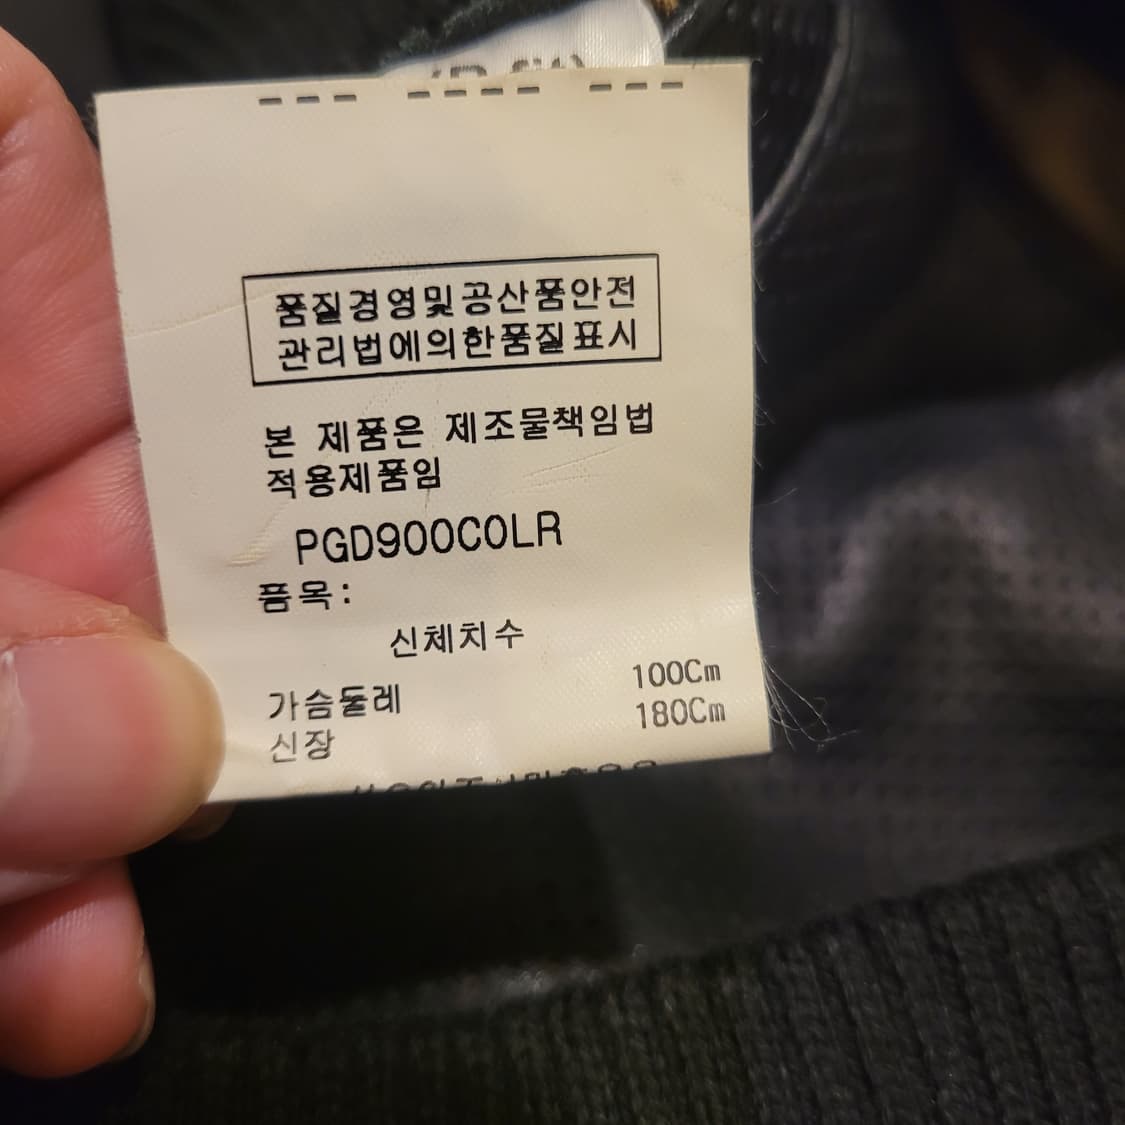 품질경영및공산품안전
관리법에의한품질표시
본 제품은 제조물책임법
적용제품임
PGD900C0LR
품목:
신체치수
가슴둘레 100Cm
신장 180Cm